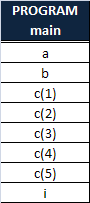 PROGRAM
main
a
b
c(1)
c(2)
c(3)
c(4)
c(5)
i